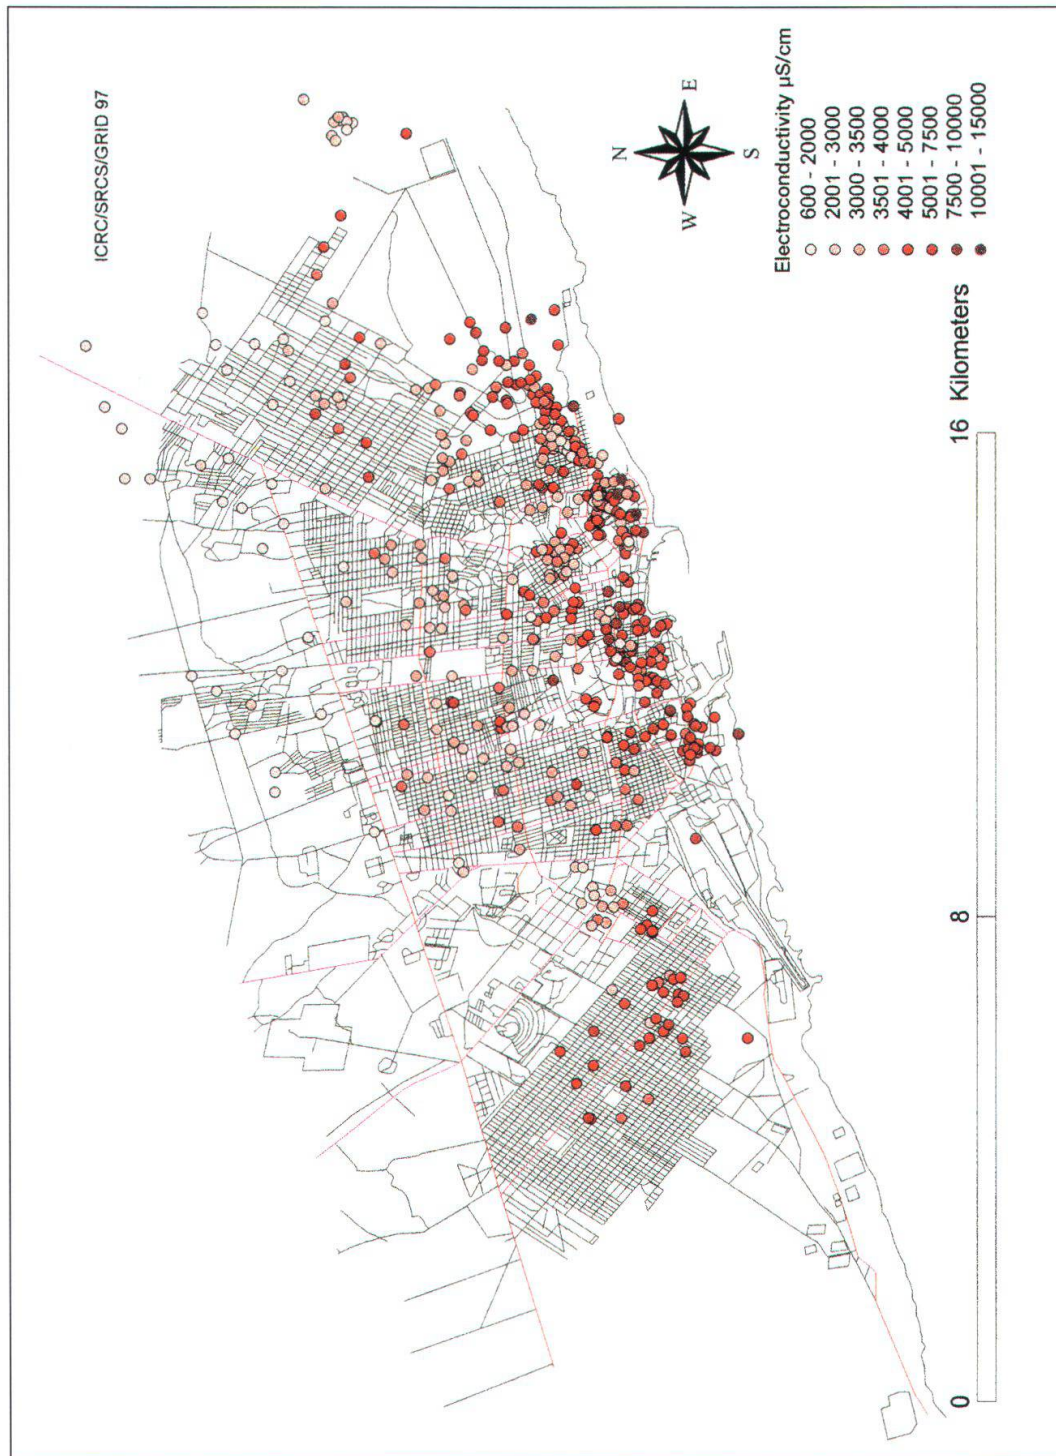 ICRC/SRCS/GRID 97
N
W
E
S
Electroconductivity µS/cm
600 - 2000
2001 - 3000
3000 - 3500
3501 - 4000
4001 - 5000
5001 - 7500
7500 - 10000
10001 - 15000
0
8
16 Kilometers